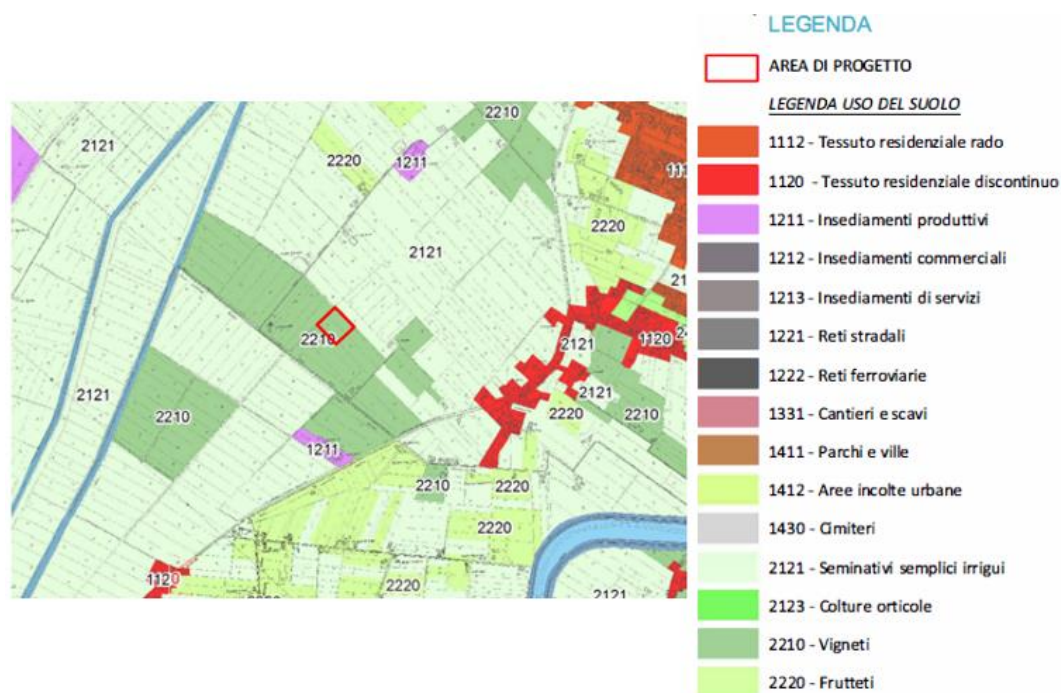 LEGENDA
AREA DI PROGETTO
LEGENDA USO DEL SUOLO
1112 - Tessuto residenziale rado
1120 - Tessuto residenziale discontinuo
1211 - Insediamenti produttivi
1212 - Insediamenti commerciali
1213 - Insediamenti di servizi
1221 - Reti stradali
1222 - Reti ferroviarie
1331 - Cantieri e scavi
1411 - Parchi e ville
1412 - Aree incolte urbane
1430 - Cimiteri
2121 - Seminativi semplici irrigui
2123 - Colture orticole
2210 - Vigneti
2220 - Frutteti
2210
2121
2220
1211
2220
2121
2210
2121
1120
2121
2121
2210
2220
2210
1211
2210
2220
2220
1120
2220
2121